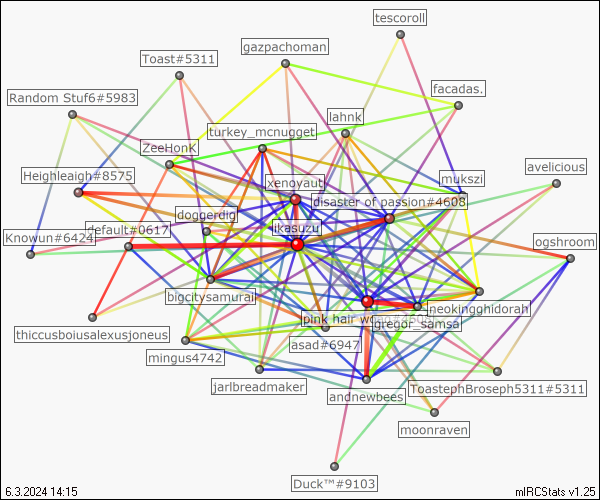 tescoroll
gazpachoman
Toast#5311
facadas.
Random Stuf6#5983
lahnk
turkey_mcnugget
ZeeHonk
avelicious
Heighleaigh#8575
xenoyaut
mukszi
disaster of passion#4608
doggerdig
likasuzu
default#0617
Knowun#6424
ogshroom
bigcitysamurai
neokingghidorah
pink hair
gregor_samsa
thiccusboiusalexusjoneus
asad#6947
mingus4742
jarlbreadmaker
ToastephBroseph5311#5311
andnewbees
moonraven
Duck™#9103
6.3.2024 14:15
mIRCStats v1.25